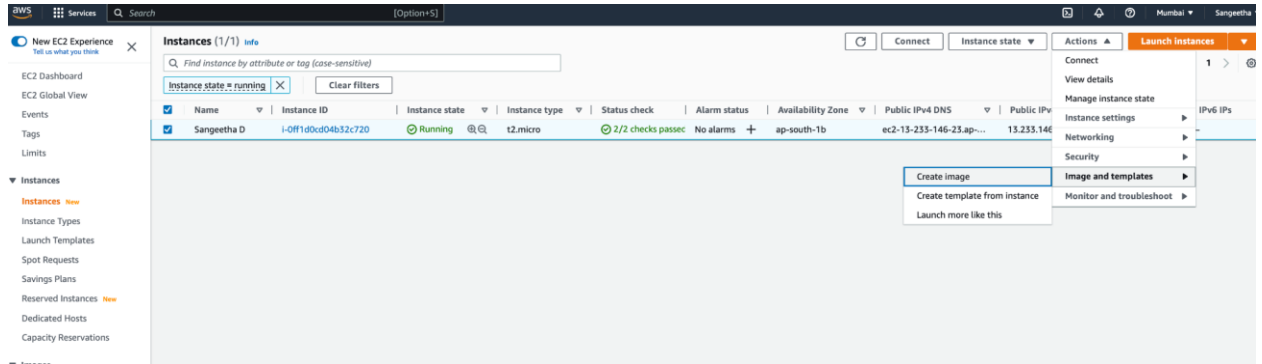 aws Services Search [Option+S] Mumbai Sangeetha
New EC2 Experience
Tell us what you think
EC2 Dashboard
EC2 Global View
Events
Tags
Limits
Instances
Instances New
Instance Types
Launch Templates
Spot Requests
Savings Plans
Reserved Instances New
Dedicated Hosts
Capacity Reservations
Instances (1/1) Info
Connect Instance state Actions Launch instances
Find instance by attribute or tag (case-sensitive)
1
Instance state = running Clear filters
Name Instance ID Instance state Instance type Status check Alarm status Availability Zone Public IPv4 DNS Public IPv IPv6 IPs
Sangeetha D i-0ff1d0cd04b32c720 Running t2.micro 2/2 checks passec No alarms + ap-south-1b ec2-13-233-146-23.ap-... 13.233.146 –
Connect
View details
Manage instance state
Instance settings
Networking
Security
Image and templates
Monitor and troubleshoot
Create image
Create template from instance
Launch more like this